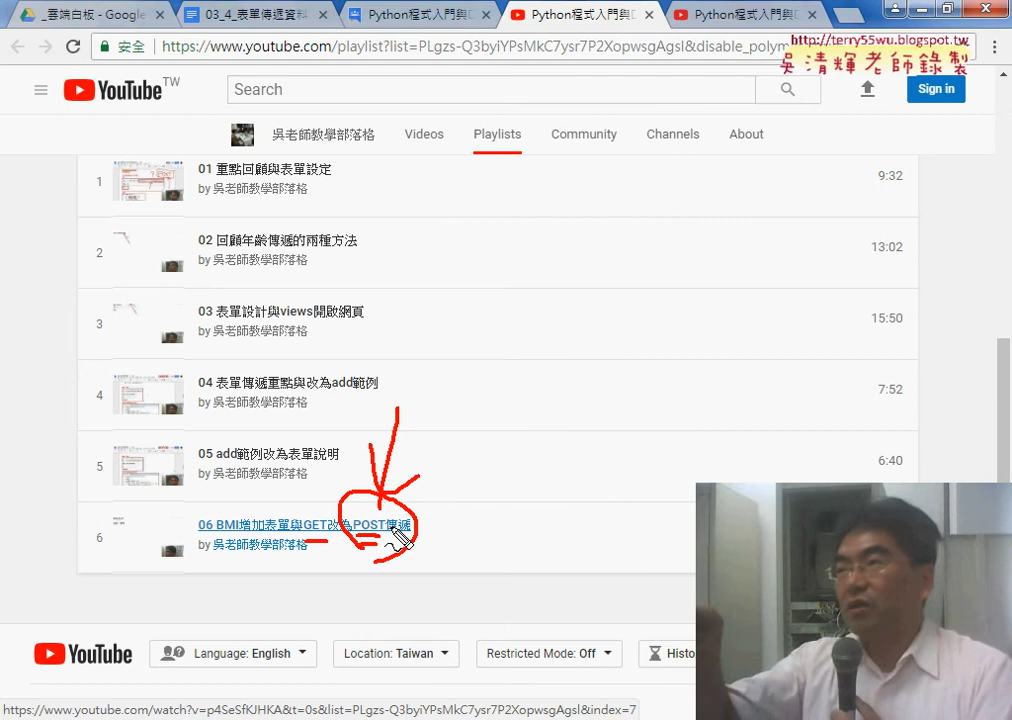 _雲端白板 - Google
03_4_表單傳遞資料
Python程式入門與D
Python程式入門與D
Python程式入門與D
安全
https://www.youtube.com/playlist?list=PLgzs-Q3byiYPsMkC7ysr7P2XopwsgAgsl&disable_polym
http://terry55wu.blogspot.tw
吳清輝老師錄製
YouTube TW
Search
Sign in
吳老師教學部落格
Videos
Playlists
Community
Channels
About
1
01 重點回顧與表單設定
9:32
by 吳老師教學部落格
2
02 回顧年齡傳遞的兩種方法
13:02
by 吳老師教學部落格
3
03 表單設計與views開啟網頁
15:50
by 吳老師教學部落格
4
04 表單傳遞重點與改為add範例
7:52
by 吳老師教學部落格
5
05 add範例改為表單說明
6:40
by 吳老師教學部落格
6
06 BMI增加表單與GET改為POST傳遞
by 吳老師教學部落格
YouTube
Language: English
Location: Taiwan
Restricted Mode: Off
Histo
https://www.youtube.com/watch?v=p4SeSfKJHKA&t=0s&list=PLgzs-Q3byiYPsMkC7ysr7P2XopwsgAgsl&index=7